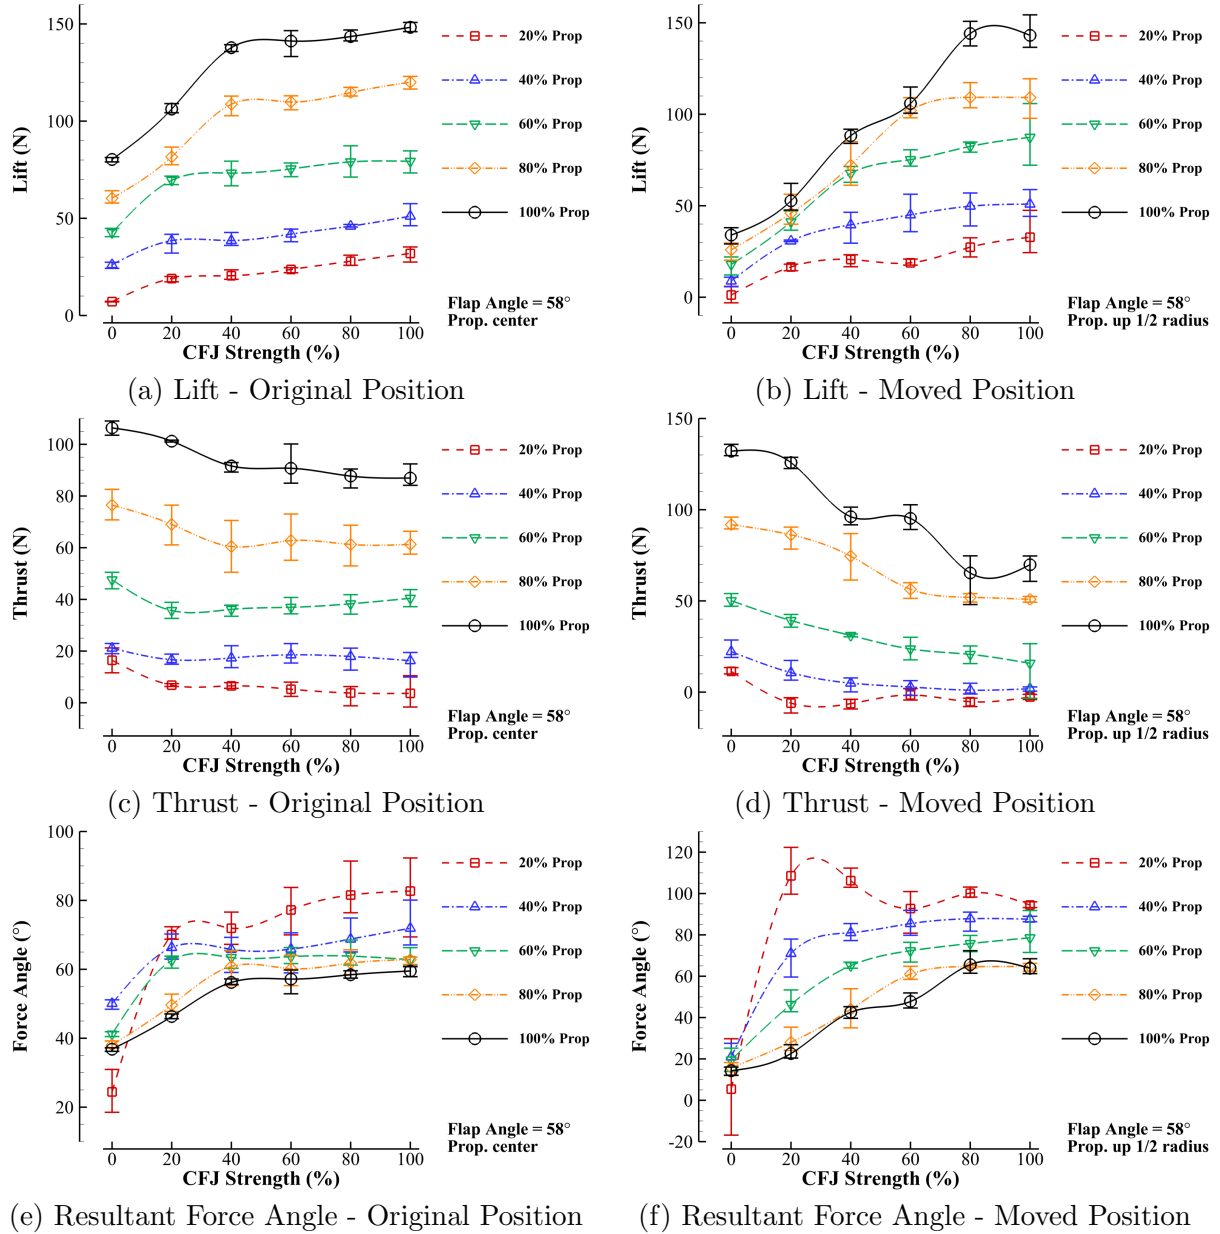 150
100
50
0
Lift (N)
0 20 40 60 80 100
CFJ Strength (%)
20% Prop
40% Prop
60% Prop
80% Prop
100% Prop
Flap Angle = 58°
Prop. center
(a) Lift - Original Position
150
100
50
0
Lift (N)
0 20 40 60 80 100
CFJ Strength (%)
20% Prop
40% Prop
60% Prop
80% Prop
100% Prop
Flap Angle = 58°
Prop. up 1/2 radius
(b) Lift - Moved Position
100
80
60
40
20
0
Thrust (N)
0 20 40 60 80 100
CFJ Strength (%)
20% Prop
40% Prop
60% Prop
80% Prop
100% Prop
Flap Angle = 58°
Prop. center
(c) Thrust - Original Position
150
100
50
0
Thrust (N)
0 20 40 60 80 100
CFJ Strength (%)
20% Prop
40% Prop
60% Prop
80% Prop
100% Prop
Flap Angle = 58°
Prop. up 1/2 radius
(d) Thrust - Moved Position
100
80
60
40
20
Force Angle (°)
0 20 40 60 80 100
CFJ Strength (%)
20% Prop
40% Prop
60% Prop
80% Prop
100% Prop
Flap Angle = 58°
Prop. center
(e) Resultant Force Angle - Original Position
120
100
80
60
40
20
0
-20
Force Angle (°)
0 20 40 60 80 100
CFJ Strength (%)
20% Prop
40% Prop
60% Prop
80% Prop
100% Prop
Flap Angle = 58°
Prop. up 1/2 radius
(f) Resultant Force Angle - Moved Position